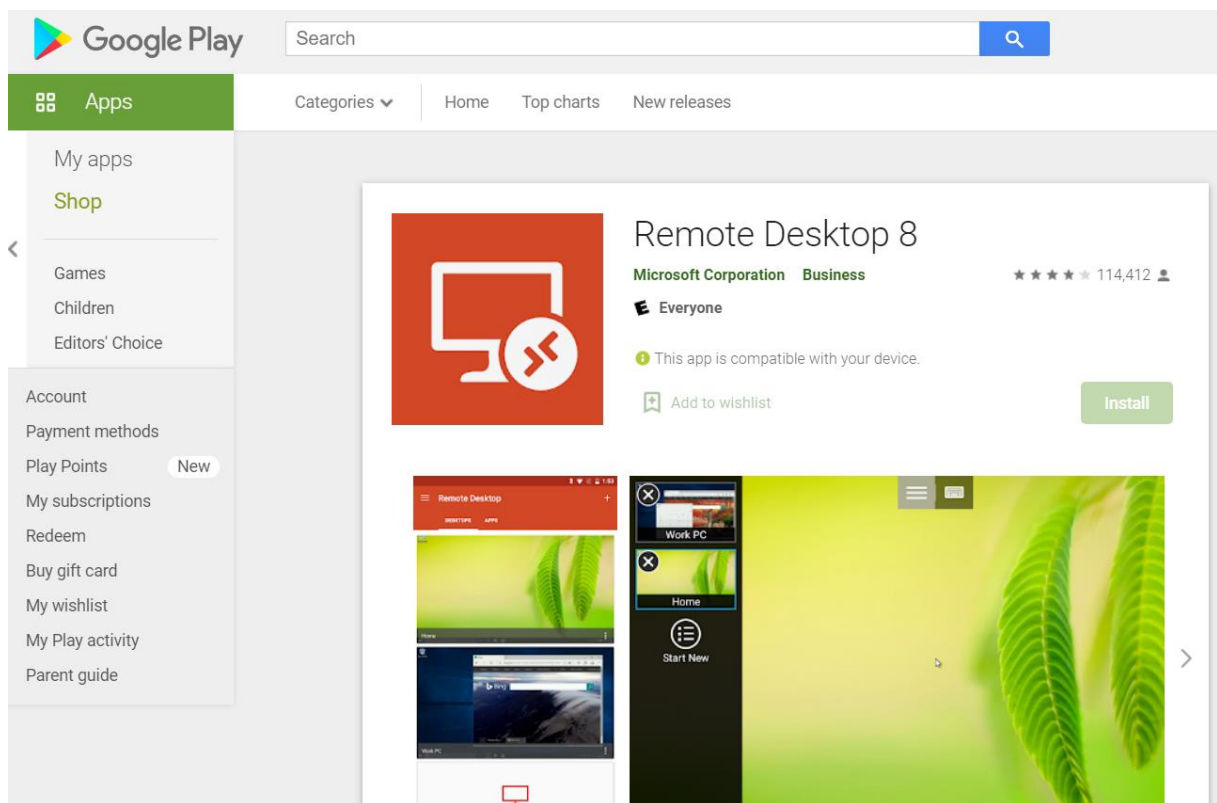 Google Play
Search
Apps
Categories
Home
Top charts
New releases
My apps
Shop
Games
Children
Editors' Choice
Account
Payment methods
Play Points
New
My subscriptions
Redeem
Buy gift card
My wishlist
My Play activity
Parent guide
Remote Desktop 8
Microsoft Corporation
Business
114,412
E Everyone
This app is compatible with your device.
Add to wishlist
Install
Remote Desktop
DESKTOPS
APPS
Home
Bing
Work PC
Work PC
Home
Start New